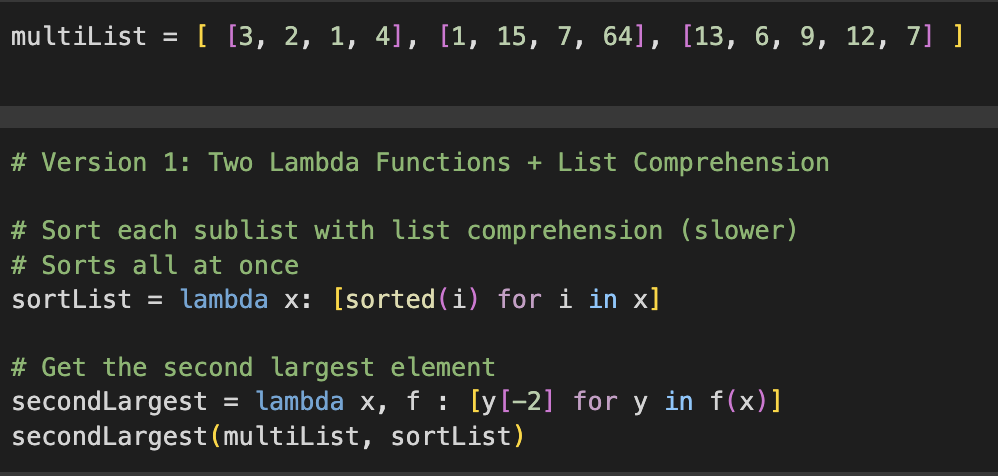 multiList = [ [3, 2, 1, 4], [1, 15, 7, 64], [13, 6, 9, 12, 7] ]
# Version 1: Two Lambda Functions + List Comprehension
# Sort each sublist with list comprehension (slower)
# Sorts all at once
sortList = lambda x: [sorted(i) for i in x]
# Get the second largest element
secondLargest = lambda x, f : [y[-2] for y in f(x)]
secondLargest(multiList, sortList)